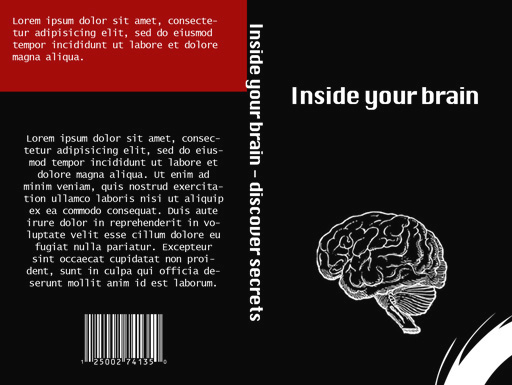 Lorem ipsum dolor sit amet, consecte-
tur adipisicing elit, sed do eiusmod
tempor incididunt ut labore et dolore
magna aliqua.
Lorem ipsum dolor sit amet, consec-
tetur adipisicing elit, sed do eius-
mod tempor incididunt ut labore et
dolore magna aliqua. Ut enim ad
minim veniam, quis nostrud exercita-
tion ullamco laboris nisi ut aliquip
ex ea commodo consequat. Duis aute
irure dolor in reprehenderit in vo-
luptate velit esse cillum dolore eu
fugiat nulla pariatur. Excepteur
sint occaecat cupidatat non proi-
dent, sunt in culpa qui officia de-
serunt mollit anim id est laborum.
1 25002 74135 0
Inside your brain - discover secrets
Inside your brain